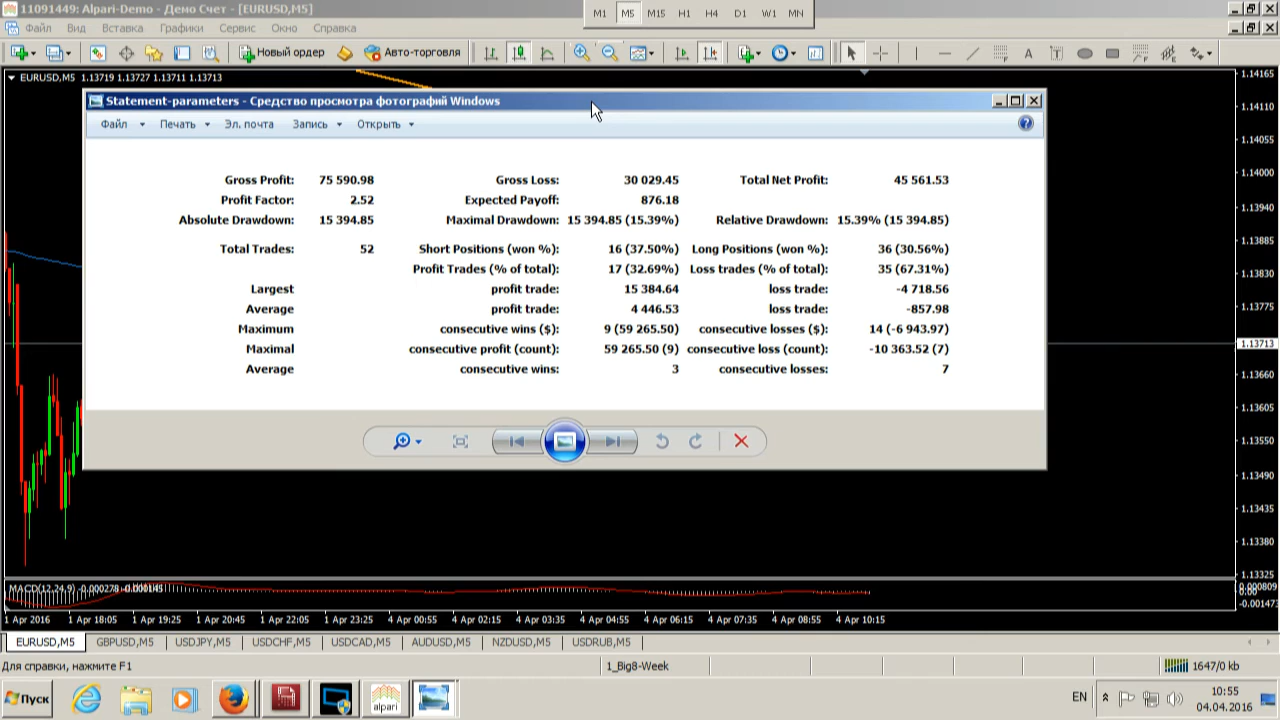 11091449: Alpari-Demo - Демо Счет - [EURUSD,M5]
M1 M5 M15 H1 H4 D1 W1 MN
Файл Вид Вставка Графики Сервис Окно Справка
Новый ордер Авто-торговля
EURUSD,M5 1.13719 1.13727 1.13711 1.13713
Statement-parameters - Средство просмотра фотографий Windows
Файл Печать Эл. почта Запись Открыть
Gross Profit: 75 590.98 Gross Loss: 30 029.45 Total Net Profit: 45 561.53
Profit Factor: 2.52 Expected Payoff: 876.18
Absolute Drawdown: 15 394.85 Maximal Drawdown: 15 394.85 (15.39%) Relative Drawdown: 15.39% (15 394.85)
Total Trades: 52 Short Positions (won %): 16 (37.50%) Long Positions (won %): 36 (30.56%)
Profit Trades (% of total): 17 (32.69%) Loss trades (% of total): 35 (67.31%)
Largest profit trade: 15 384.64 loss trade: -4 718.56
Average profit trade: 4 446.53 loss trade: -857.98
Maximum consecutive wins ($): 9 (59 265.50) consecutive losses ($): 14 (-6 943.97)
Maximal consecutive profit (count): 59 265.50 (9) consecutive loss (count): -10 363.52 (7)
Average consecutive wins: 3 consecutive losses: 7
1.14165
1.14110
1.14055
1.14000
1.13940
1.13885
1.13830
1.13775
1.13713
1.13660
1.13605
1.13550
1.13490
1.13435
1.13380
1.13325
MACD(12,24,9) -0.000278 -0.000145
0.000809
0.00
-0.001473
1 Apr 2016 1 Apr 18:05 1 Apr 19:25 1 Apr 20:45 1 Apr 22:05 1 Apr 23:25 4 Apr 00:55 4 Apr 02:15 4 Apr 03:35 4 Apr 04:55 4 Apr 06:15 4 Apr 07:35 4 Apr 08:55 4 Apr 10:15
EURUSD,M5 GBPUSD,M5 USDJPY,M5 USDCHF,M5 USDCAD,M5 AUDUSD,M5 NZDUSD,M5 USDRUB,M5
Для справки, нажмите F1 1_Big8-Week 1647/0 kb
Пуск alpari EN 10:55
04.04.2016